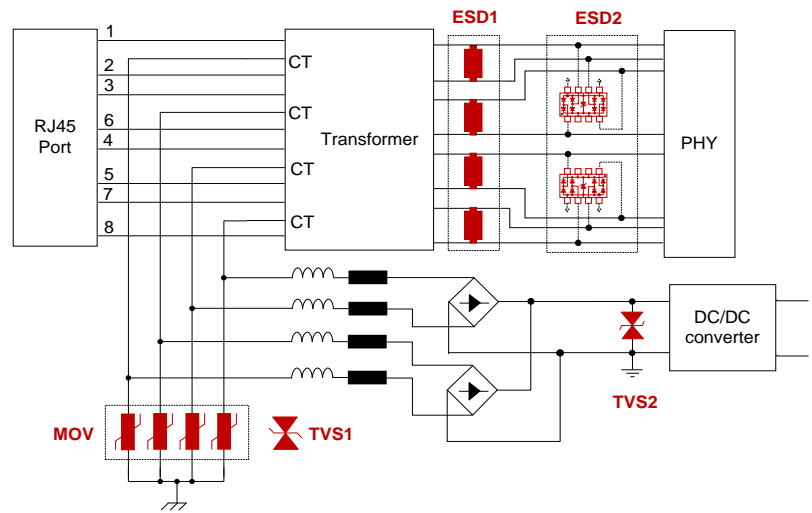 ESD1
ESD2
1
2
3
6
4
5
7
8
RJ45
Port
CT
CT
CT
CT
Transformer
PHY
DC/DC
converter
MOV
TVS1
TVS2